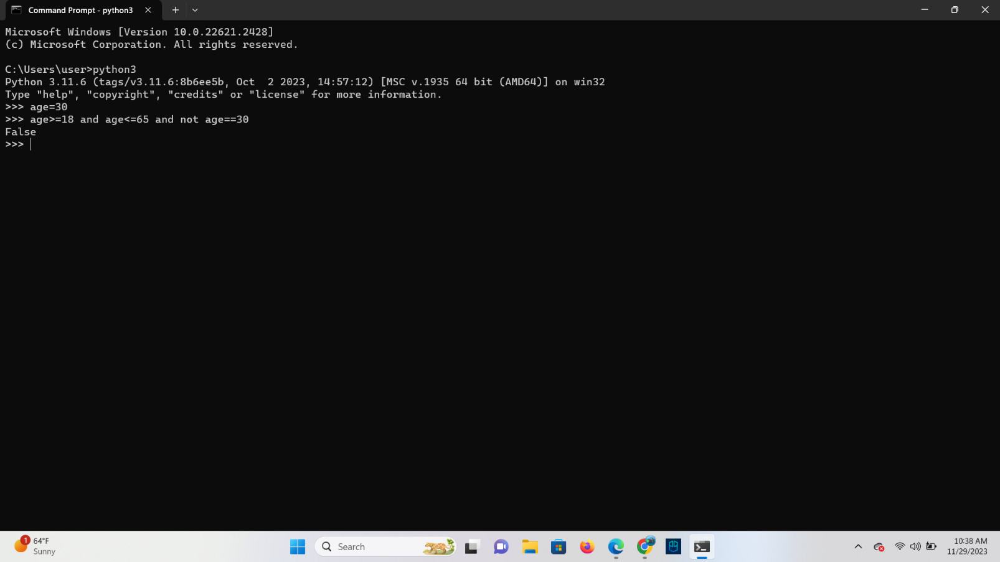 Command Prompt - python3
Microsoft Windows [Version 10.0.22621.2428]
(c) Microsoft Corporation. All rights reserved.
C:\Users\user>python3
Python 3.11.6 (tags/v3.11.6:8b6ee5b, Oct  2 2023, 14:57:12) [MSC v.1935 64 bit (AMD64)] on win32
Type "help", "copyright", "credits" or "license" for more information.
>>> age=30
>>> age>=18 and age<=65 and not age==30
False
>>>
1
64°F
Sunny
Search
10:38 AM
11/29/2023